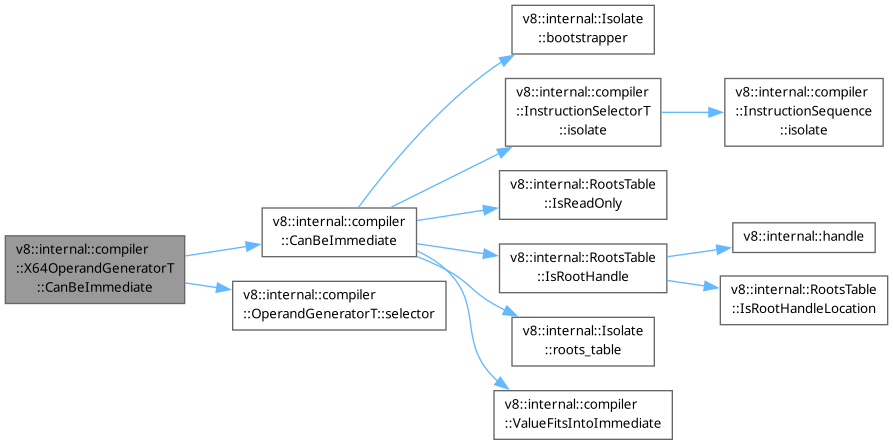 v8::internal::Isolate
::bootstrapper
v8::internal::compiler
::InstructionSelectorT
::isolate
v8::internal::compiler
::InstructionSequence
::isolate
v8::internal::RootsTable
::IsReadOnly
v8::internal::compiler
::CanBeImmediate
v8::internal::handle
v8::internal::compiler
::X64OperandGeneratorT
::CanBeImmediate
v8::internal::RootsTable
::IsRootHandle
v8::internal::compiler
::OperandGeneratorT::selector
v8::internal::RootsTable
::IsRootHandleLocation
v8::internal::Isolate
::roots_table
v8::internal::compiler
::ValueFitsIntoImmediate